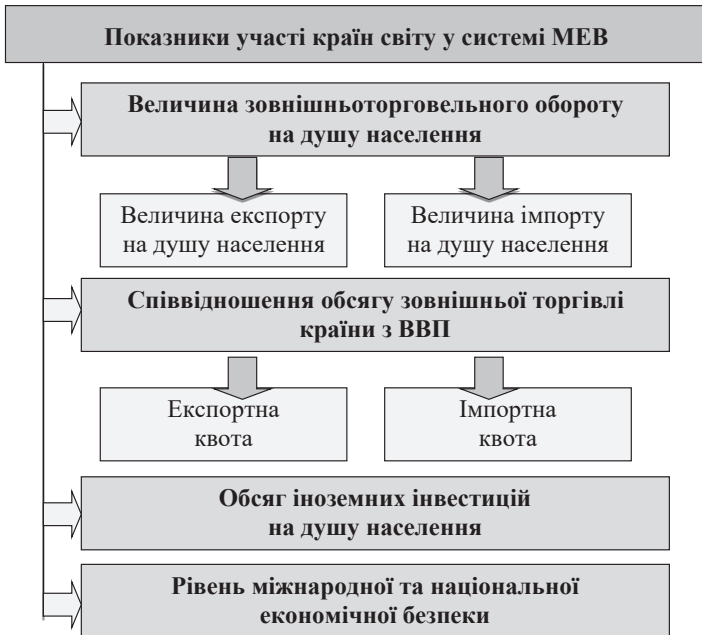 Показники участі країн світу у системі МЕВ
Величина зовнішньоторговельного обороту
на душу населення
Величина експорту
на душу населення
Величина імпорту
на душу населення
Співвідношення обсягу зовнішньої торгівлі
країни з ВВП
Експортна
квота
Імпортна
квота
Обсяг іноземних інвестицій
на душу населення
Рівень міжнародної та національної
економічної безпеки